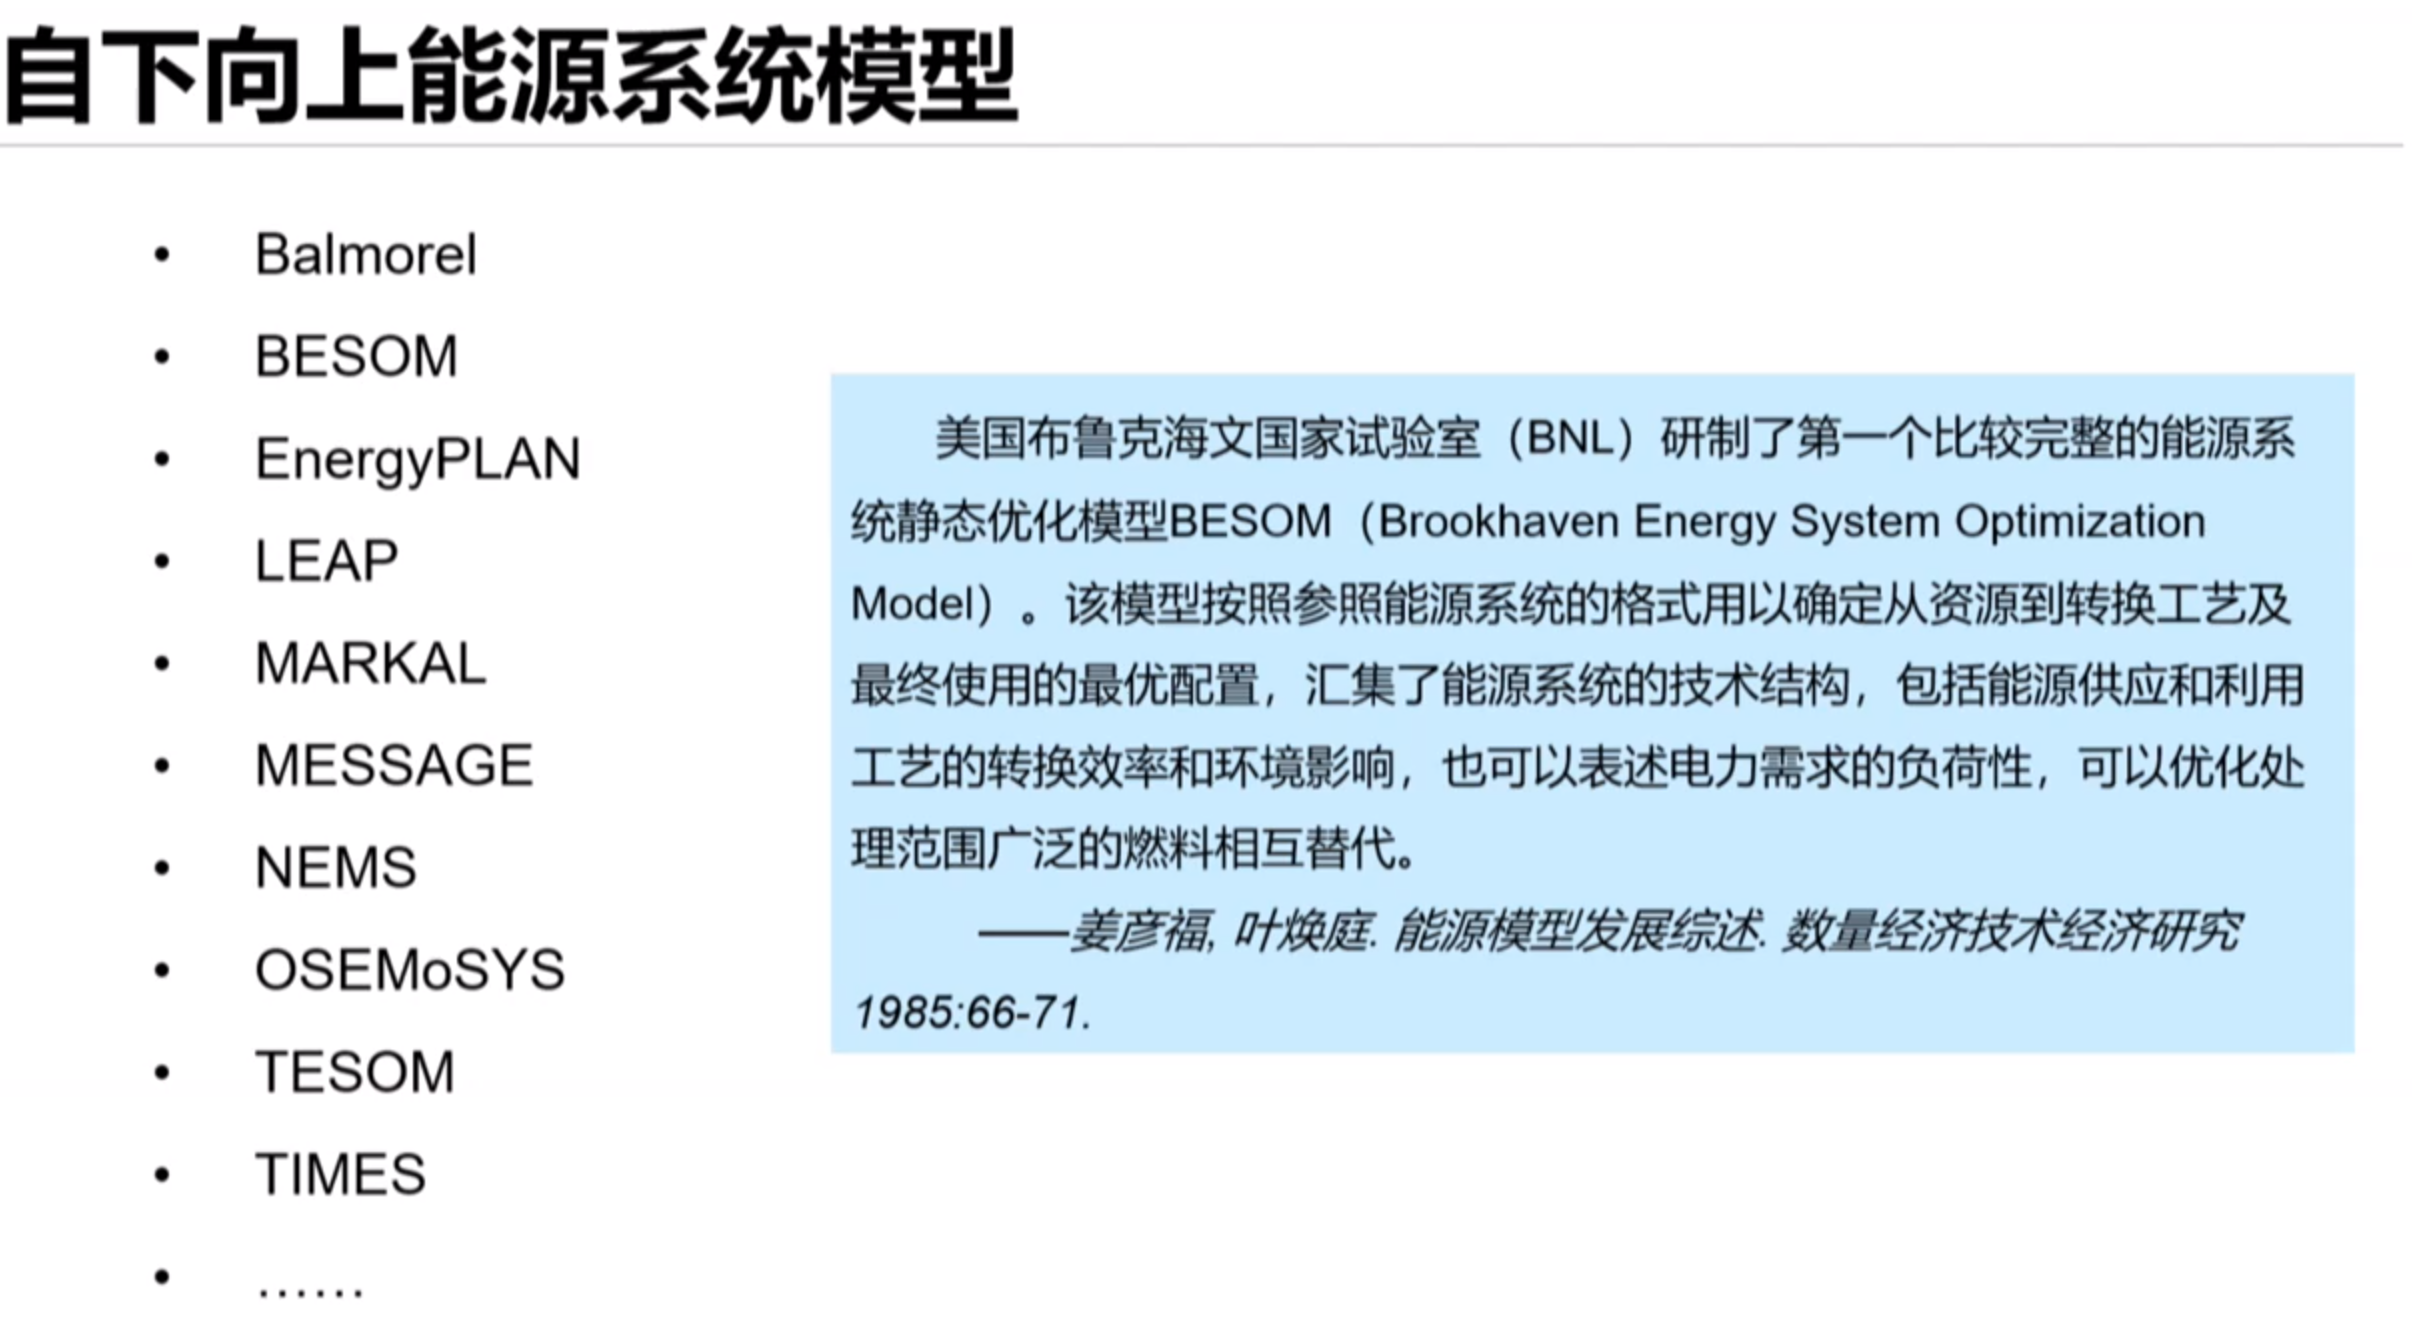 自下向上能源系统模型
• Balmorel
• BESOM
• EnergyPLAN
• LEAP
• MARKAL
• MESSAGE
• NEMS
• OSEMoSYS
• TESOM
• TIMES
• ……
美国布鲁克海文国家试验室（BNL）研制了第一个比较完整的能源系
统静态优化模型BESOM（Brookhaven Energy System Optimization
Model）。该模型按照参照能源系统的格式用以确定从资源到转换工艺及
最终使用的最优配置，汇集了能源系统的技术结构，包括能源供应和利用
工艺的转换效率和环境影响，也可以表述电力需求的负荷性，可以优化处
理范围广泛的燃料相互替代。
——姜彦福, 叶焕庭. 能源模型发展综述. 数量经济技术经济研究
1985:66-71.